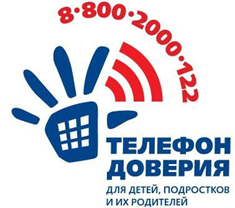 8·800·2000·122
ТЕЛЕФОН
ДОВЕРИЯ
ДЛЯ ДЕТЕЙ, ПОДРОСТКОВ
И ИХ РОДИТЕЛЕЙ